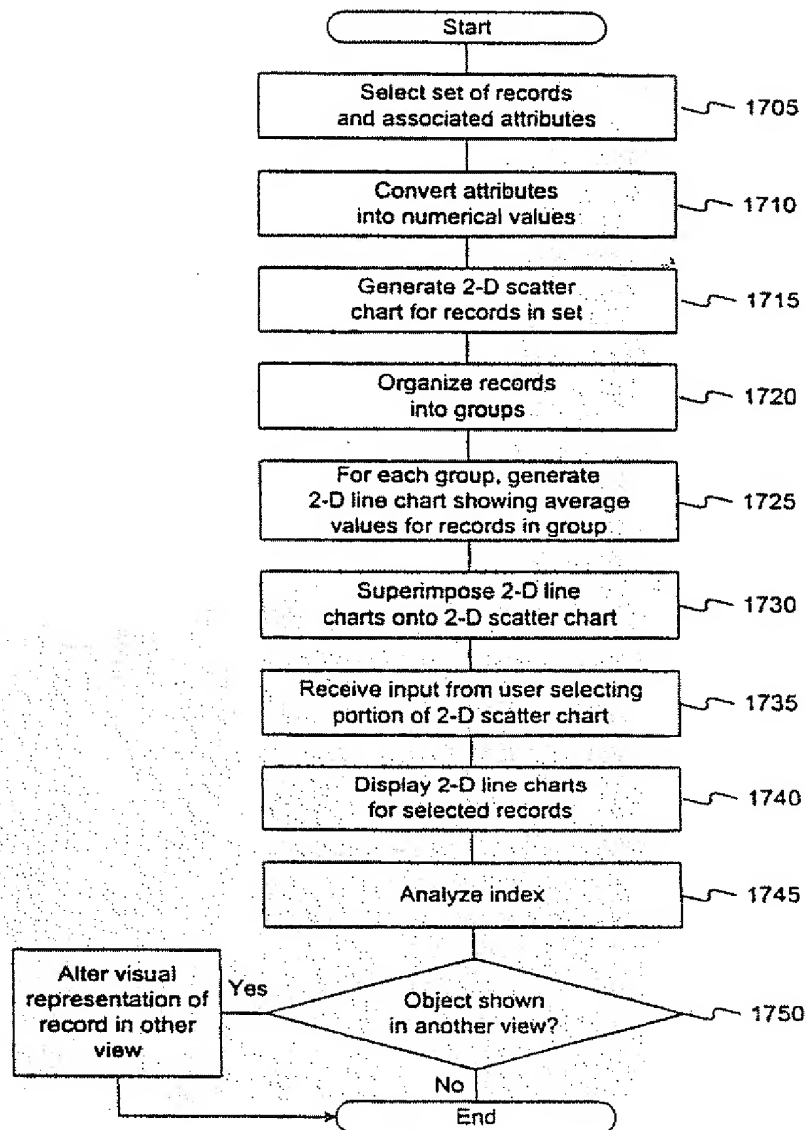 Start
Select set of records
and associated attributes
1705
Convert attributes
into numerical values
1710
Generate 2-D scatter
chart for records in set
1715
Organize records
into groups
1720
For each group, generate
2-D line chart showing average
values for records in group
1725
Superimpose 2-D line
charts onto 2-D scatter chart
1730
Receive input from user selecting
portion of 2-D scatter chart
1735
Display 2-D line charts
for selected records
1740
Analyze index
1745
Alter visual
representation of
record in other
view
Yes
Object shown
in another view?
1750
No
End